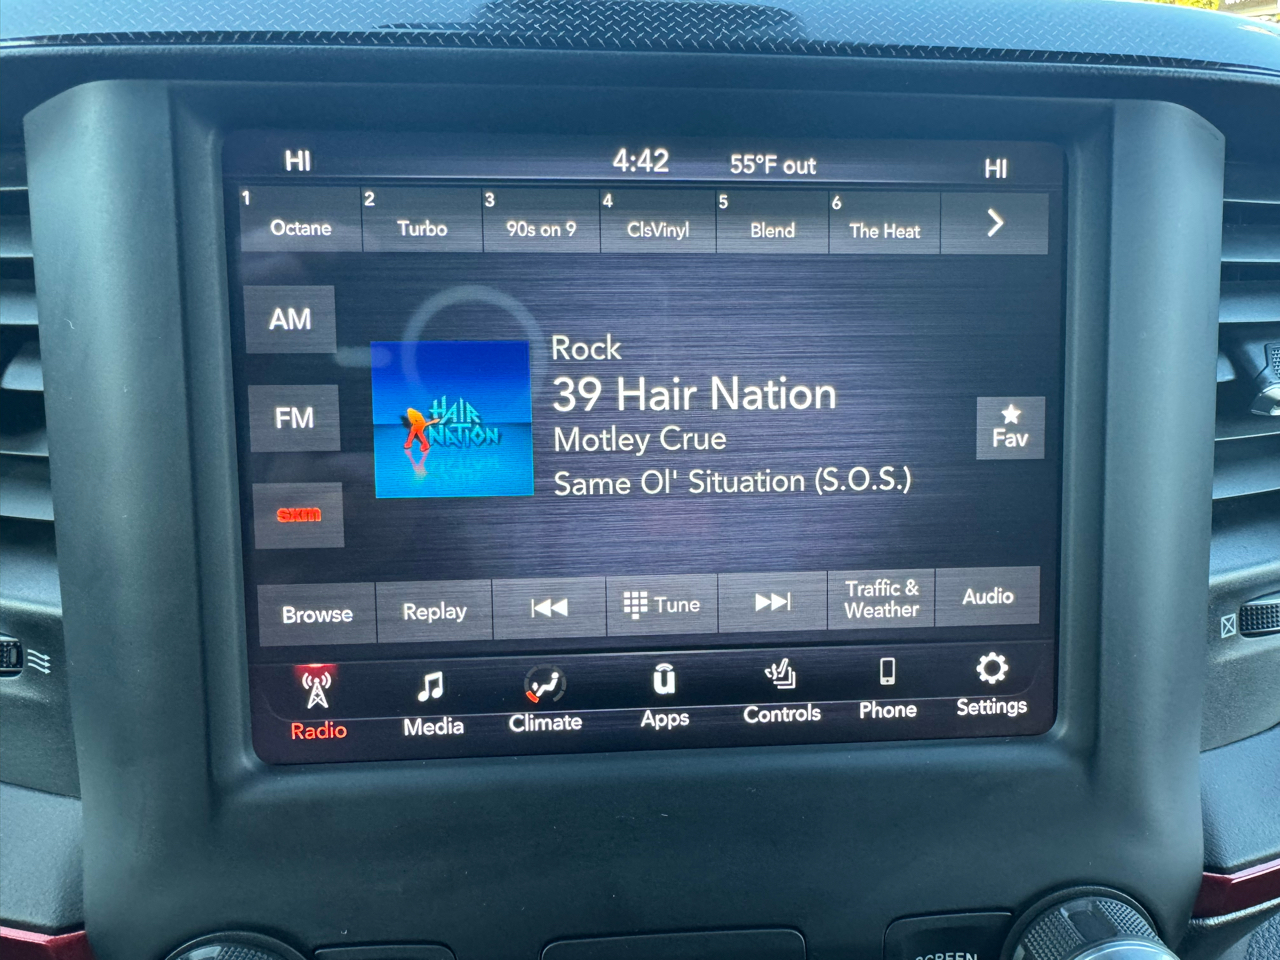 HI 4:42 55°F out HI
1 2 3 4 5 6
Octane Turbo 90s on 9 ClsVinyl Blend The Heat
AM
FM
sxm
HAIR
NATION
Rock
39 Hair Nation
Motley Crue
Same Ol' Situation (S.O.S.)
Fav
Browse Replay Tune Traffic &
Weather Audio
Radio Media Climate Apps Controls Phone Settings
SCREEN